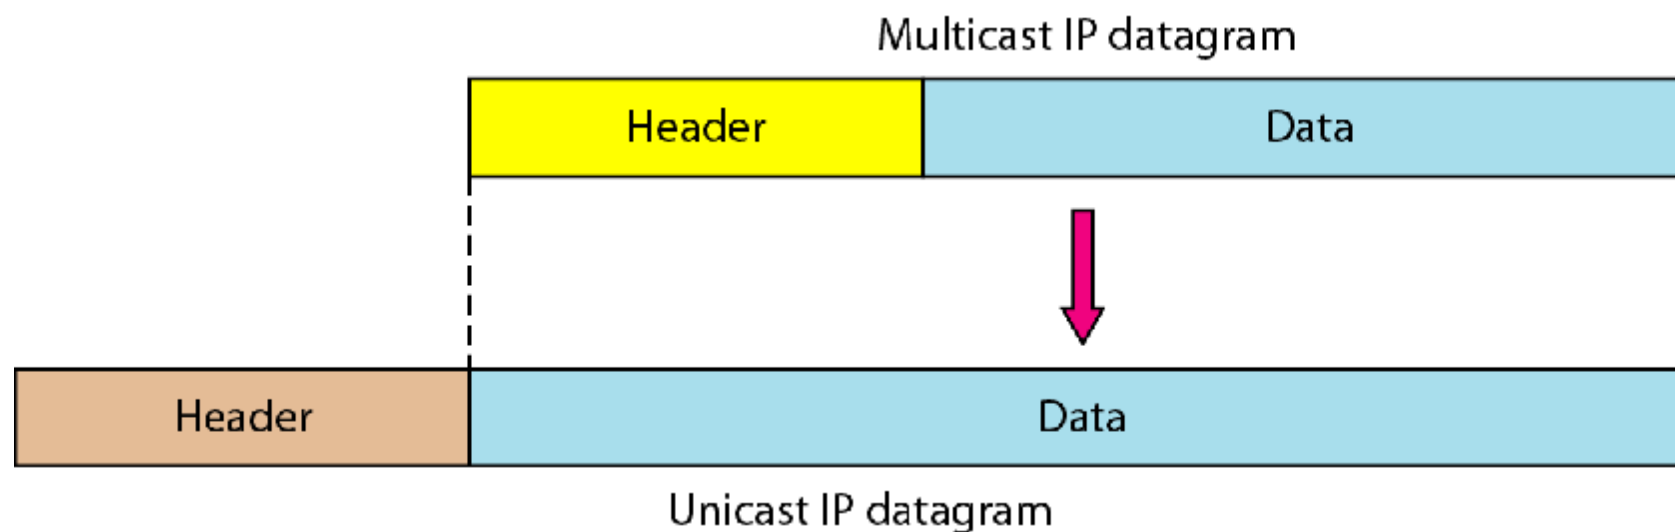 Multicast IP datagram
Header Data
Header Data
Unicast IP datagram